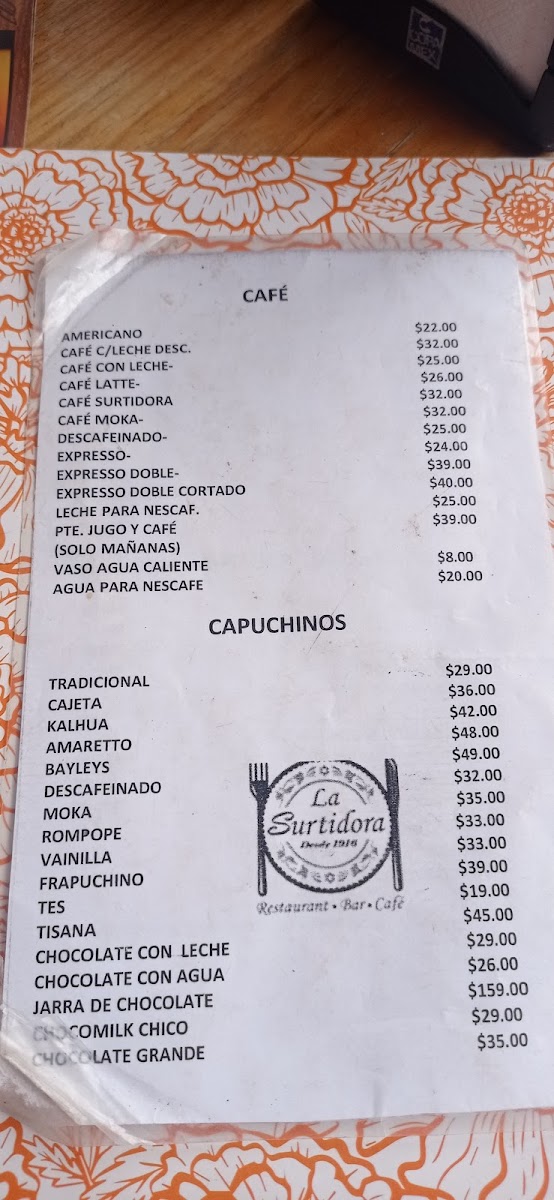 CAFÉ
AMERICANO $22.00
CAFÉ C/LECHE DESC. $32.00
CAFÉ CON LECHE- $25.00
CAFÉ LATTE- $26.00
CAFÉ SURTIDORA $32.00
CAFÉ MOKA- $32.00
DESCAFEINADO- $25.00
EXPRESSO- $24.00
EXPRESSO DOBLE- $39.00
EXPRESSO DOBLE CORTADO $40.00
LECHE PARA NESCAF. $25.00
PTE. JUGO Y CAFÉ $39.00
(SOLO MAÑANAS)
VASO AGUA CALIENTE $8.00
AGUA PARA NESCAFE $20.00
CAPUCHINOS
TRADICIONAL $29.00
CAJETA $36.00
KALHUA $42.00
AMARETTO $48.00
BAYLEYS $49.00
DESCAFEINADO $32.00
MOKA $35.00
ROMPOPE $33.00
VAINILLA $33.00
FRAPUCHINO $39.00
TES $19.00
TISANA $45.00
CHOCOLATE CON LECHE $29.00
CHOCOLATE CON AGUA $26.00
JARRA DE CHOCOLATE $159.00
CHOCOMILK CHICO $29.00
CHOCOLATE GRANDE $35.00
La
Surtidora
Desde 1916
Restaurant • Bar • Café